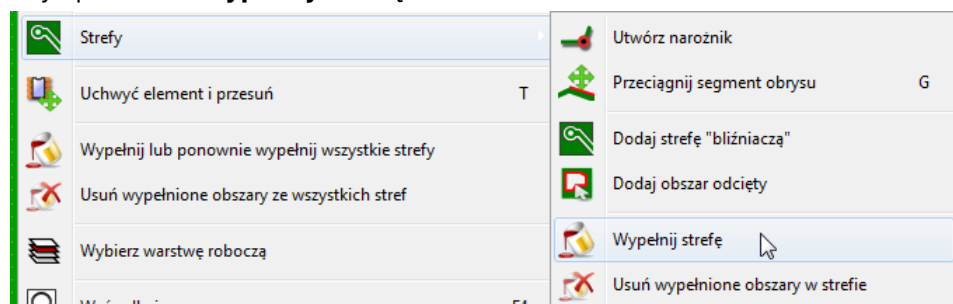 Strefy
Uchwyć element i przesuń T
Wypełnij lub ponownie wypełnij wszystkie strefy
Usuń wypełnione obszary ze wszystkich stref
Wybierz warstwę roboczą
Utwórz narożnik
Przeciągnij segment obrysu G
Dodaj strefę "bliźniaczą"
Dodaj obszar odcięty
Wypełnij strefę
Usuń wypełnione obszary w strefie